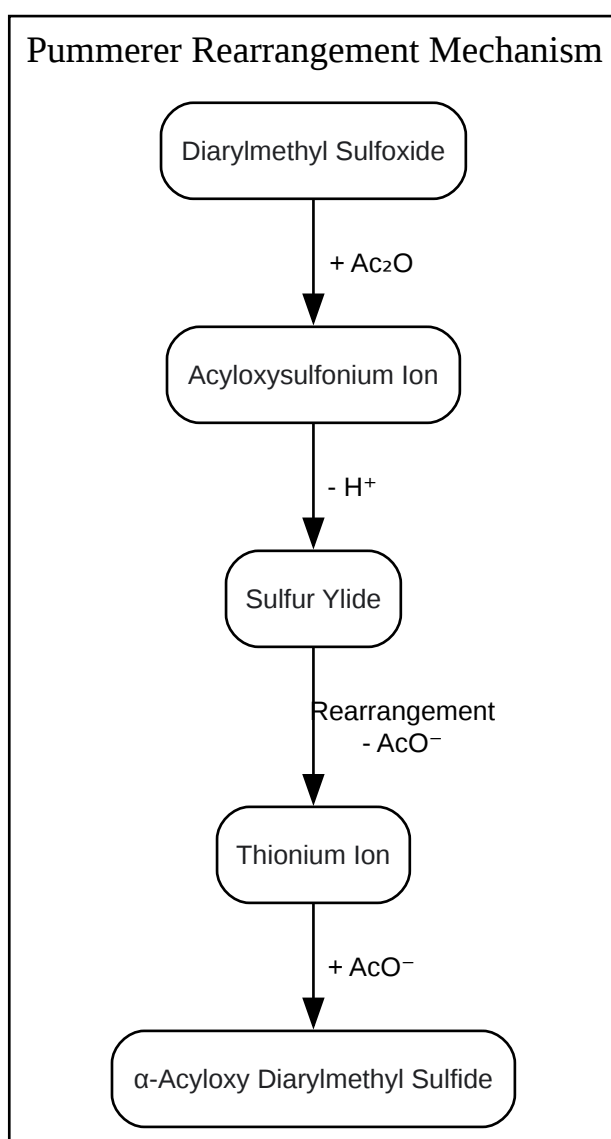 Pummerer Rearrangement Mechanism
Diarylmethyl Sulfoxide
+ Ac₂O
Acyloxysulfonium Ion
- H⁺
Sulfur Ylide
Rearrangement
- AcO⁻
Thionium Ion
+ AcO⁻
α-Acyloxy Diarylmethyl Sulfide